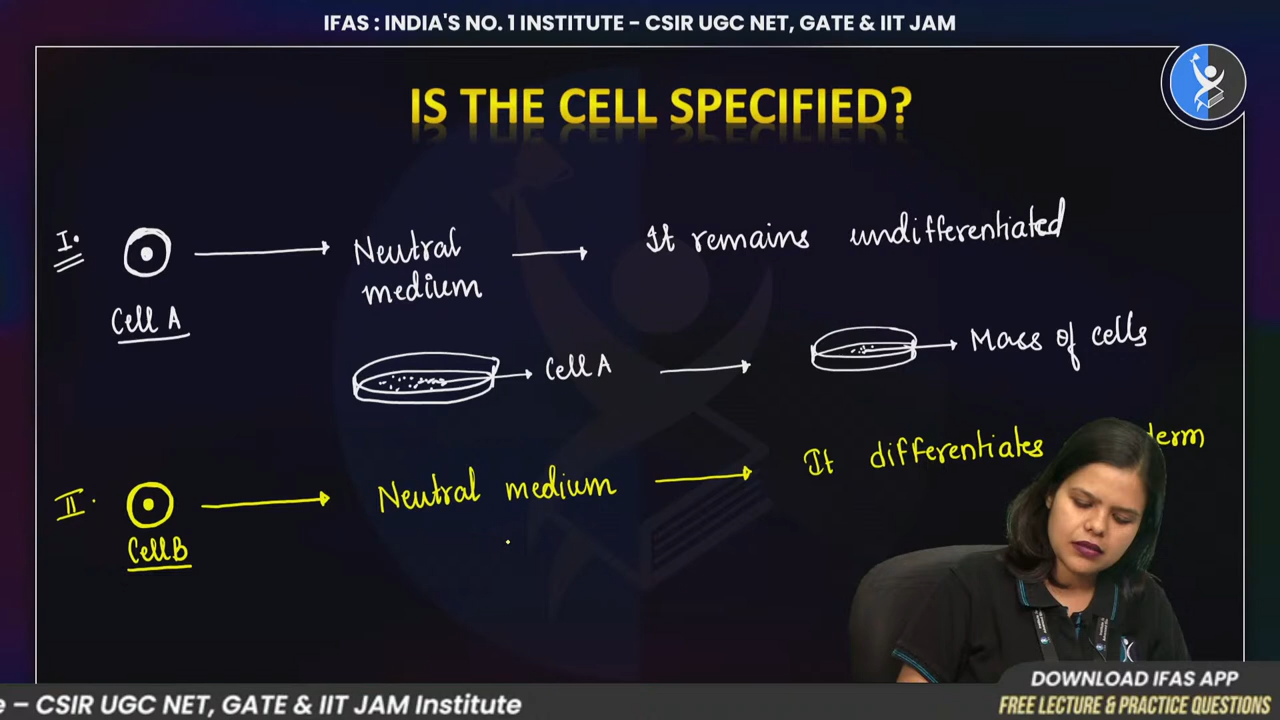 IFAS : INDIA'S NO. 1 INSTITUTE – CSIR UGC NET, GATE & IIT JAM
IS THE CELL SPECIFIED?
I. Cell A
Neutral medium
It remains undifferentiated
Cell A
Mass of cells
II. Cell B
Neutral medium
It differentiates
– CSIR UGC NET, GATE & IIT JAM Institute
DOWNLOAD IFAS APP
FREE LECTURE & PRACTICE QUESTIONS